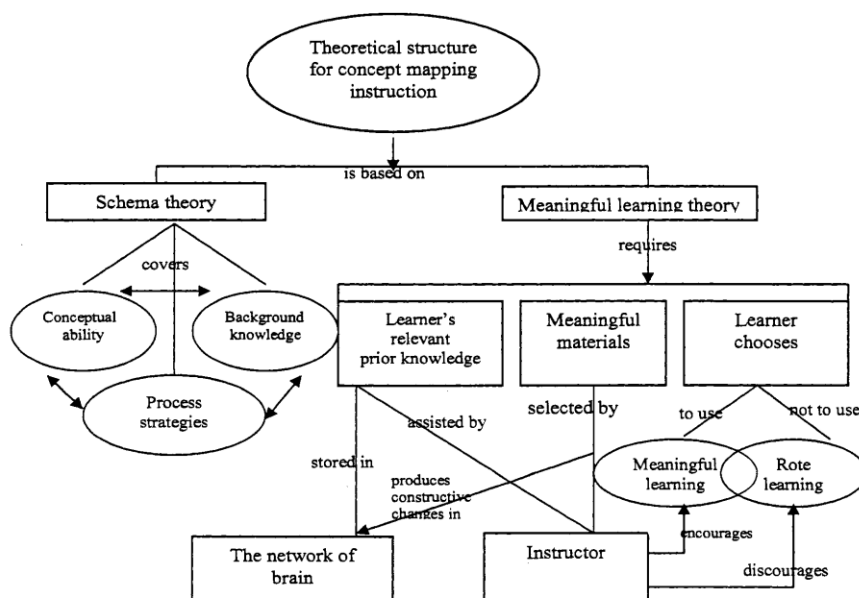 Theoretical structure
for concept mapping
instruction
is based on
Schema theory
Meaningful learning theory
covers
requires
Conceptual
ability
Background
knowledge
Process
strategies
Learner's
relevant
prior knowledge
Meaningful
materials
Learner
chooses
stored in
assisted by
selected by
to use
not to use
produces
constructive
changes in
Meaningful
learning
Rote
learning
The network of
brain
Instructor
encourages
discourages